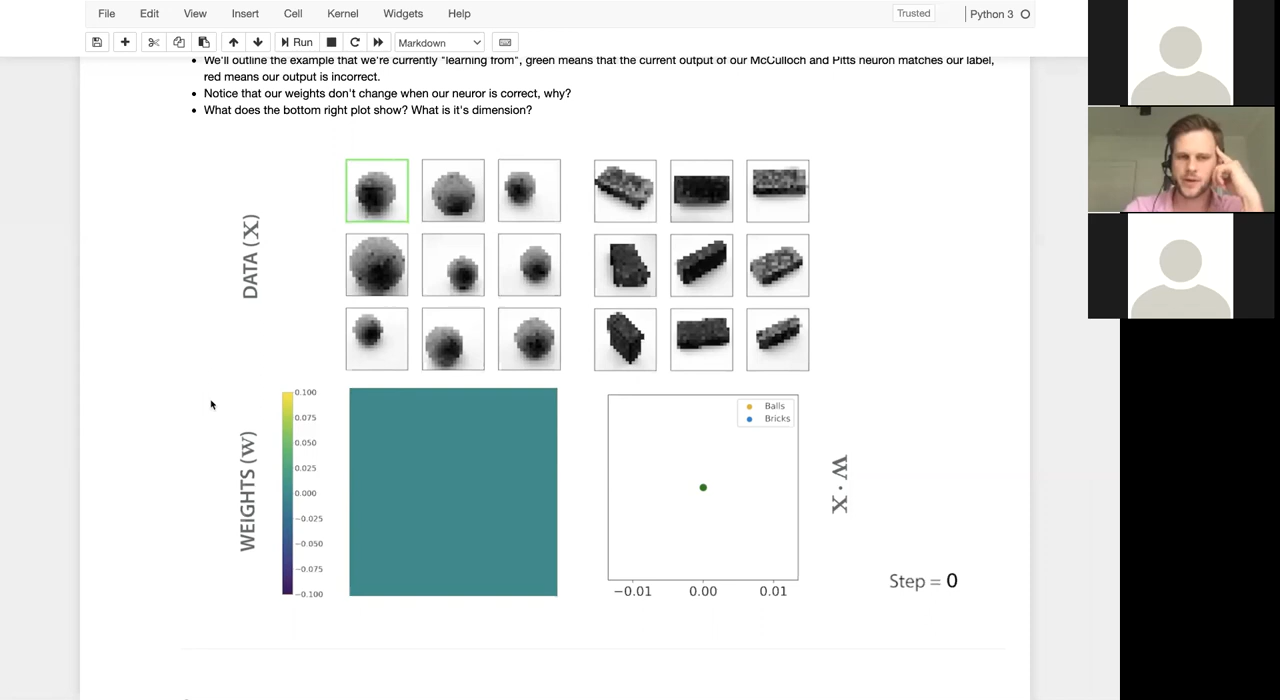 File Edit View Insert Cell Kernel Widgets Help
Trusted
Python 3
Run
Markdown
We'll outline the example that we're currently "learning from", green means that the current output of our McCulloch and Pitts neuron matches our label,
red means our output is incorrect.
Notice that our weights don't change when our neuror is correct, why?
What does the bottom right plot show? What is it's dimension?
DATA (X)
WEIGHTS (w)
0.100
0.075
0.050
0.025
0.000
−0.025
−0.050
−0.075
−0.100
Balls
Bricks
−0.01 0.00 0.01
X · W
Step = 0